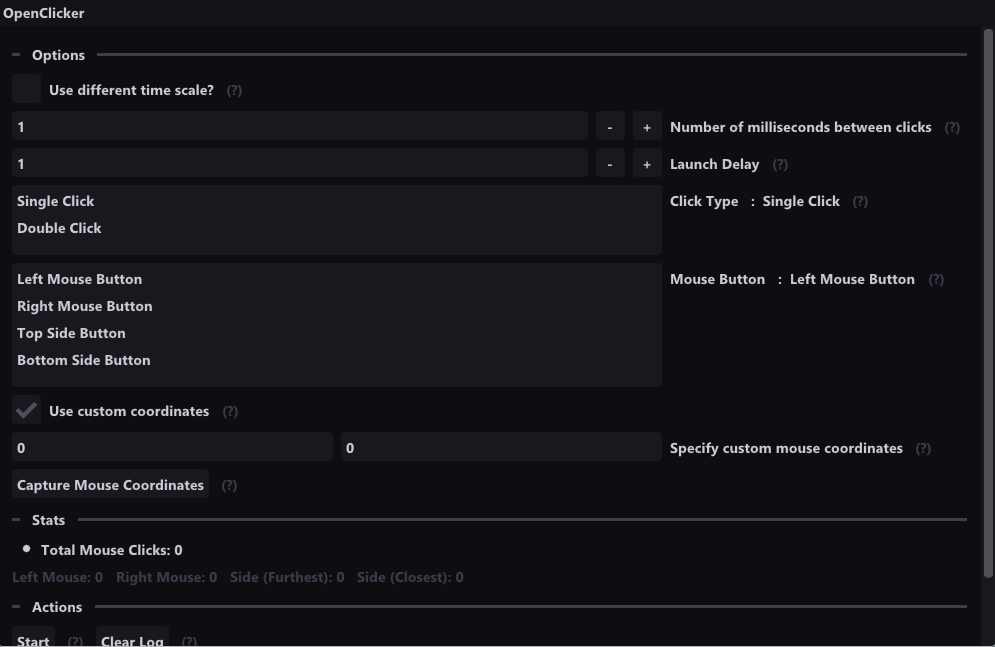 OpenClicker
Options
Use different time scale? (?)
1 - + Number of milliseconds between clicks (?)
1 - + Launch Delay (?)
Single Click
Double Click
Click Type : Single Click (?)
Left Mouse Button
Right Mouse Button
Top Side Button
Bottom Side Button
Mouse Button : Left Mouse Button (?)
Use custom coordinates (?)
0 0 Specify custom mouse coordinates (?)
Capture Mouse Coordinates (?)
Stats
Total Mouse Clicks: 0
Left Mouse: 0 Right Mouse: 0 Side (Furthest): 0 Side (Closest): 0
Actions
Start (?) Clear Log (?)